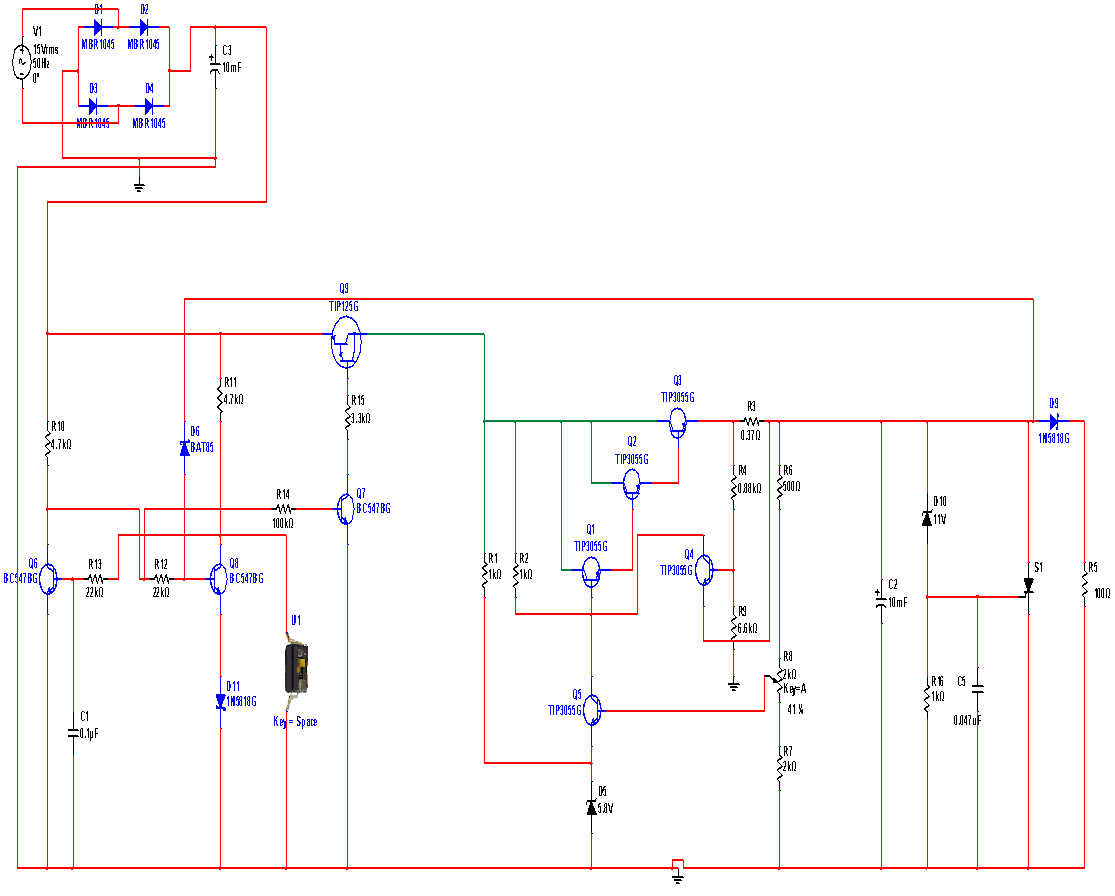 V1
15Vrms
50Hz
0°
D1
MBR1045
D2
MBR1045
D3
MBR1045
D4
MBR1045
C3
10mF
Q9
TIP125G
R11
4.7kΩ
R10
4.7kΩ
D6
BAT85
R15
3.3kΩ
R14
100kΩ
Q7
BC547BG
Q6
BC547BG
R13
22kΩ
R12
22kΩ
Q8
BC547BG
D11
1N5818G
C1
0.1µF
U1
Key = Space
Q3
TIP3055G
R3
0.37Ω
Q2
TIP3055G
R4
0.88kΩ
R6
500Ω
Q1
TIP3055G
Q4
TIP3055G
R1
1kΩ
R2
1kΩ
R9
6.6kΩ
R8
2kΩ
Key=A
41 %
Q5
TIP3055G
R7
2kΩ
D5
5.8V
C2
10mF
D10
11V
D9
1N5818G
S1
R5
100Ω
R16
1kΩ
C5
0.047uF